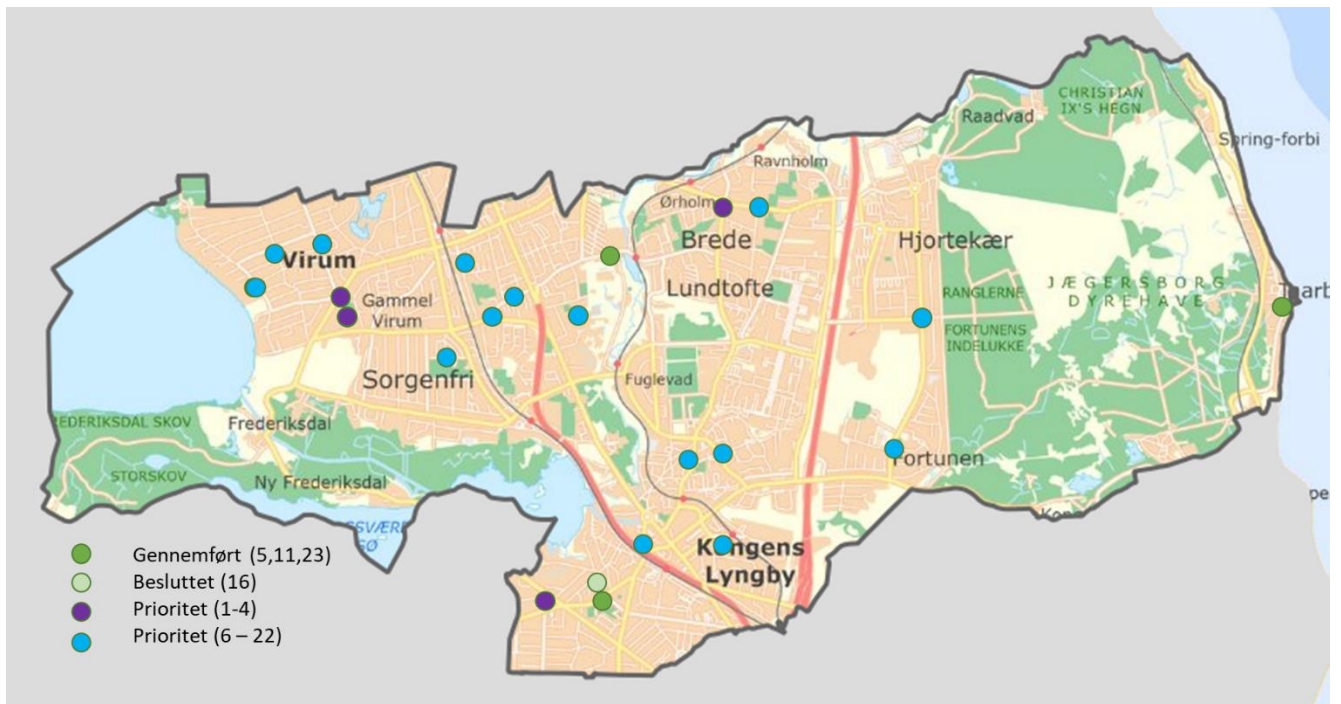 CHRISTIAN
IX'S HEGN
Raadvad
Spring-forbi
Ravnholm
Ørholm
Brede
Hjortekær
Virum
Lundtofte
JÆGERSBORG
DYREHAVE
Taarb
RANGLERNE
Gammel
Virum
FORTUNENS
INDELUKKE
Sorgenfri
Fuglevad
REDERIKSDAL SKOV
Frederiksdal
Fortunen
STORSKOV
Ny Frederiksdal
Kongens
Lyngby
Gennemført (5,11,23)
Besluttet (16)
Prioritet (1-4)
Prioritet (6 – 22)